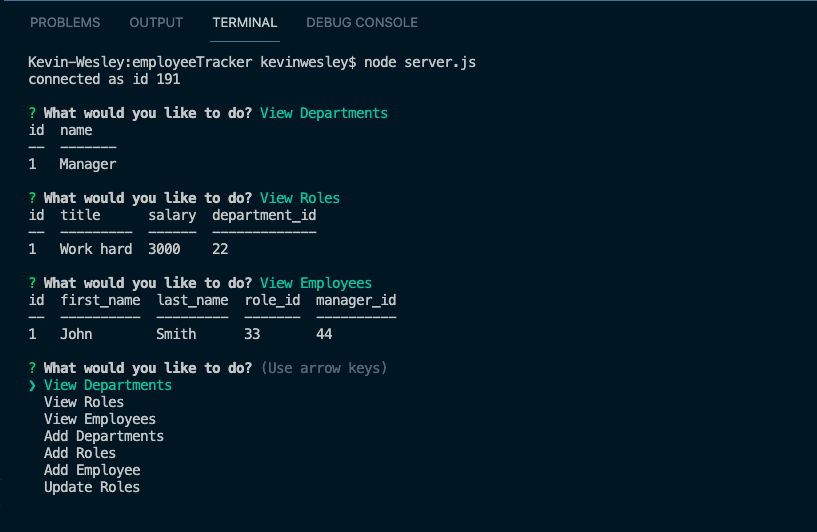 PROBLEMS OUTPUT TERMINAL DEBUG CONSOLE
Kevin-Wesley:employeeTracker kevinwesley$ node server.js
connected as id 191
? What would you like to do? View Departments
id  name
--  -------
1   Manager
? What would you like to do? View Roles
id  title      salary  department_id
--  ---------  ------  -------------
1   Work hard  3000    22
? What would you like to do? View Employees
id  first_name  last_name  role_id  manager_id
--  ----------  ---------  -------  ----------
1   John        Smith      33       44
? What would you like to do? (Use arrow keys)
❯ View Departments
  View Roles
  View Employees
  Add Departments
  Add Roles
  Add Employee
  Update Roles